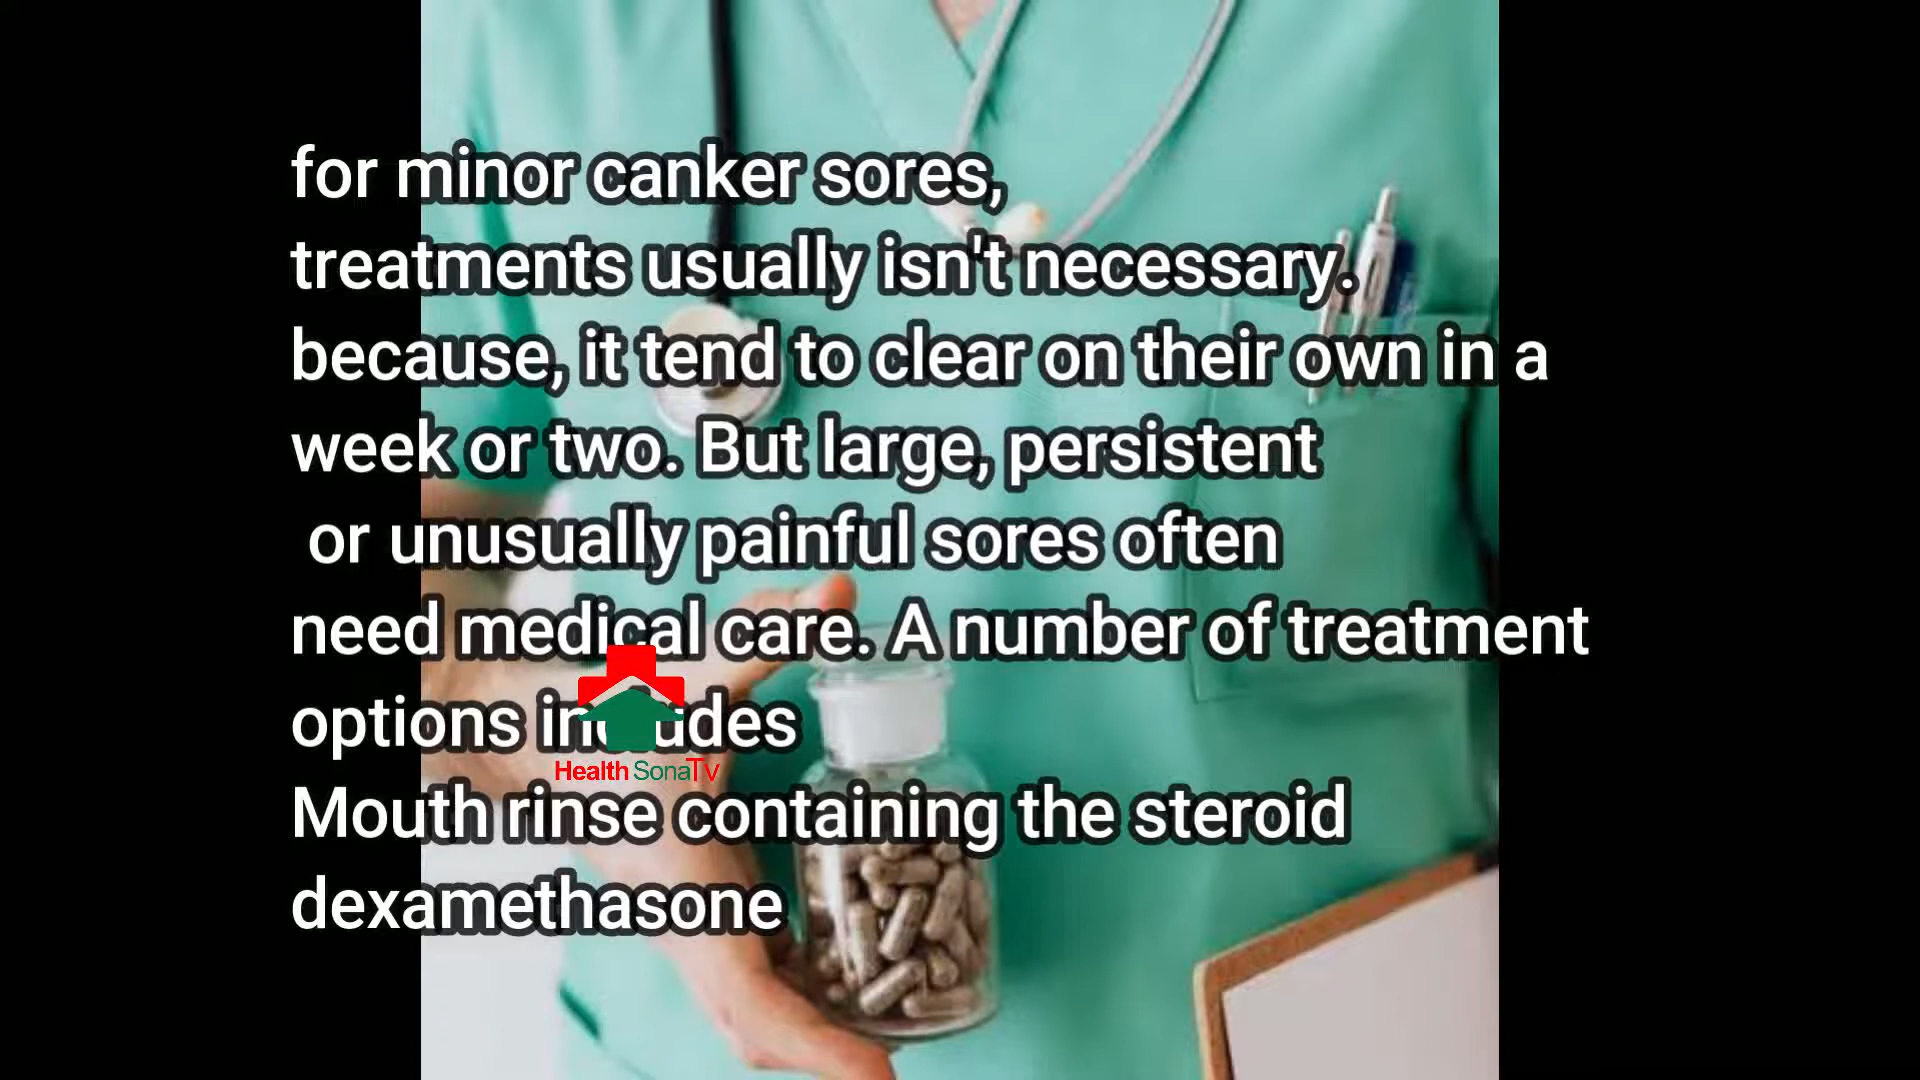 for minor canker sores,
treatments usually isn't necessary.
because, it tend to clear on their own in a
week or two. But large, persistent
or unusually painful sores often
need medical care. A number of treatment
options includes
Health SonaTV
Mouth rinse containing the steroid
dexamethasone